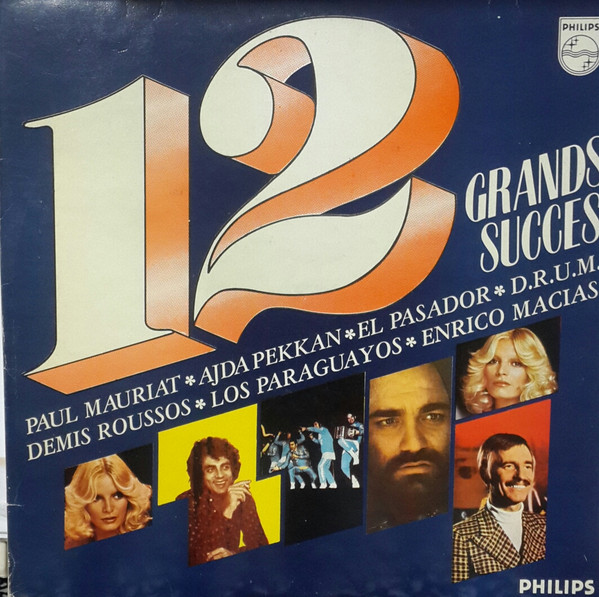 PHILIPS
12
GRANDS
SUCCES
PAUL MAURIAT * AJDA PEKKAN * EL PASADOR * D.R.U.M.
DEMIS ROUSSOS * LOS PARAGUAYOS * ENRICO MACIAS
PHILIPS